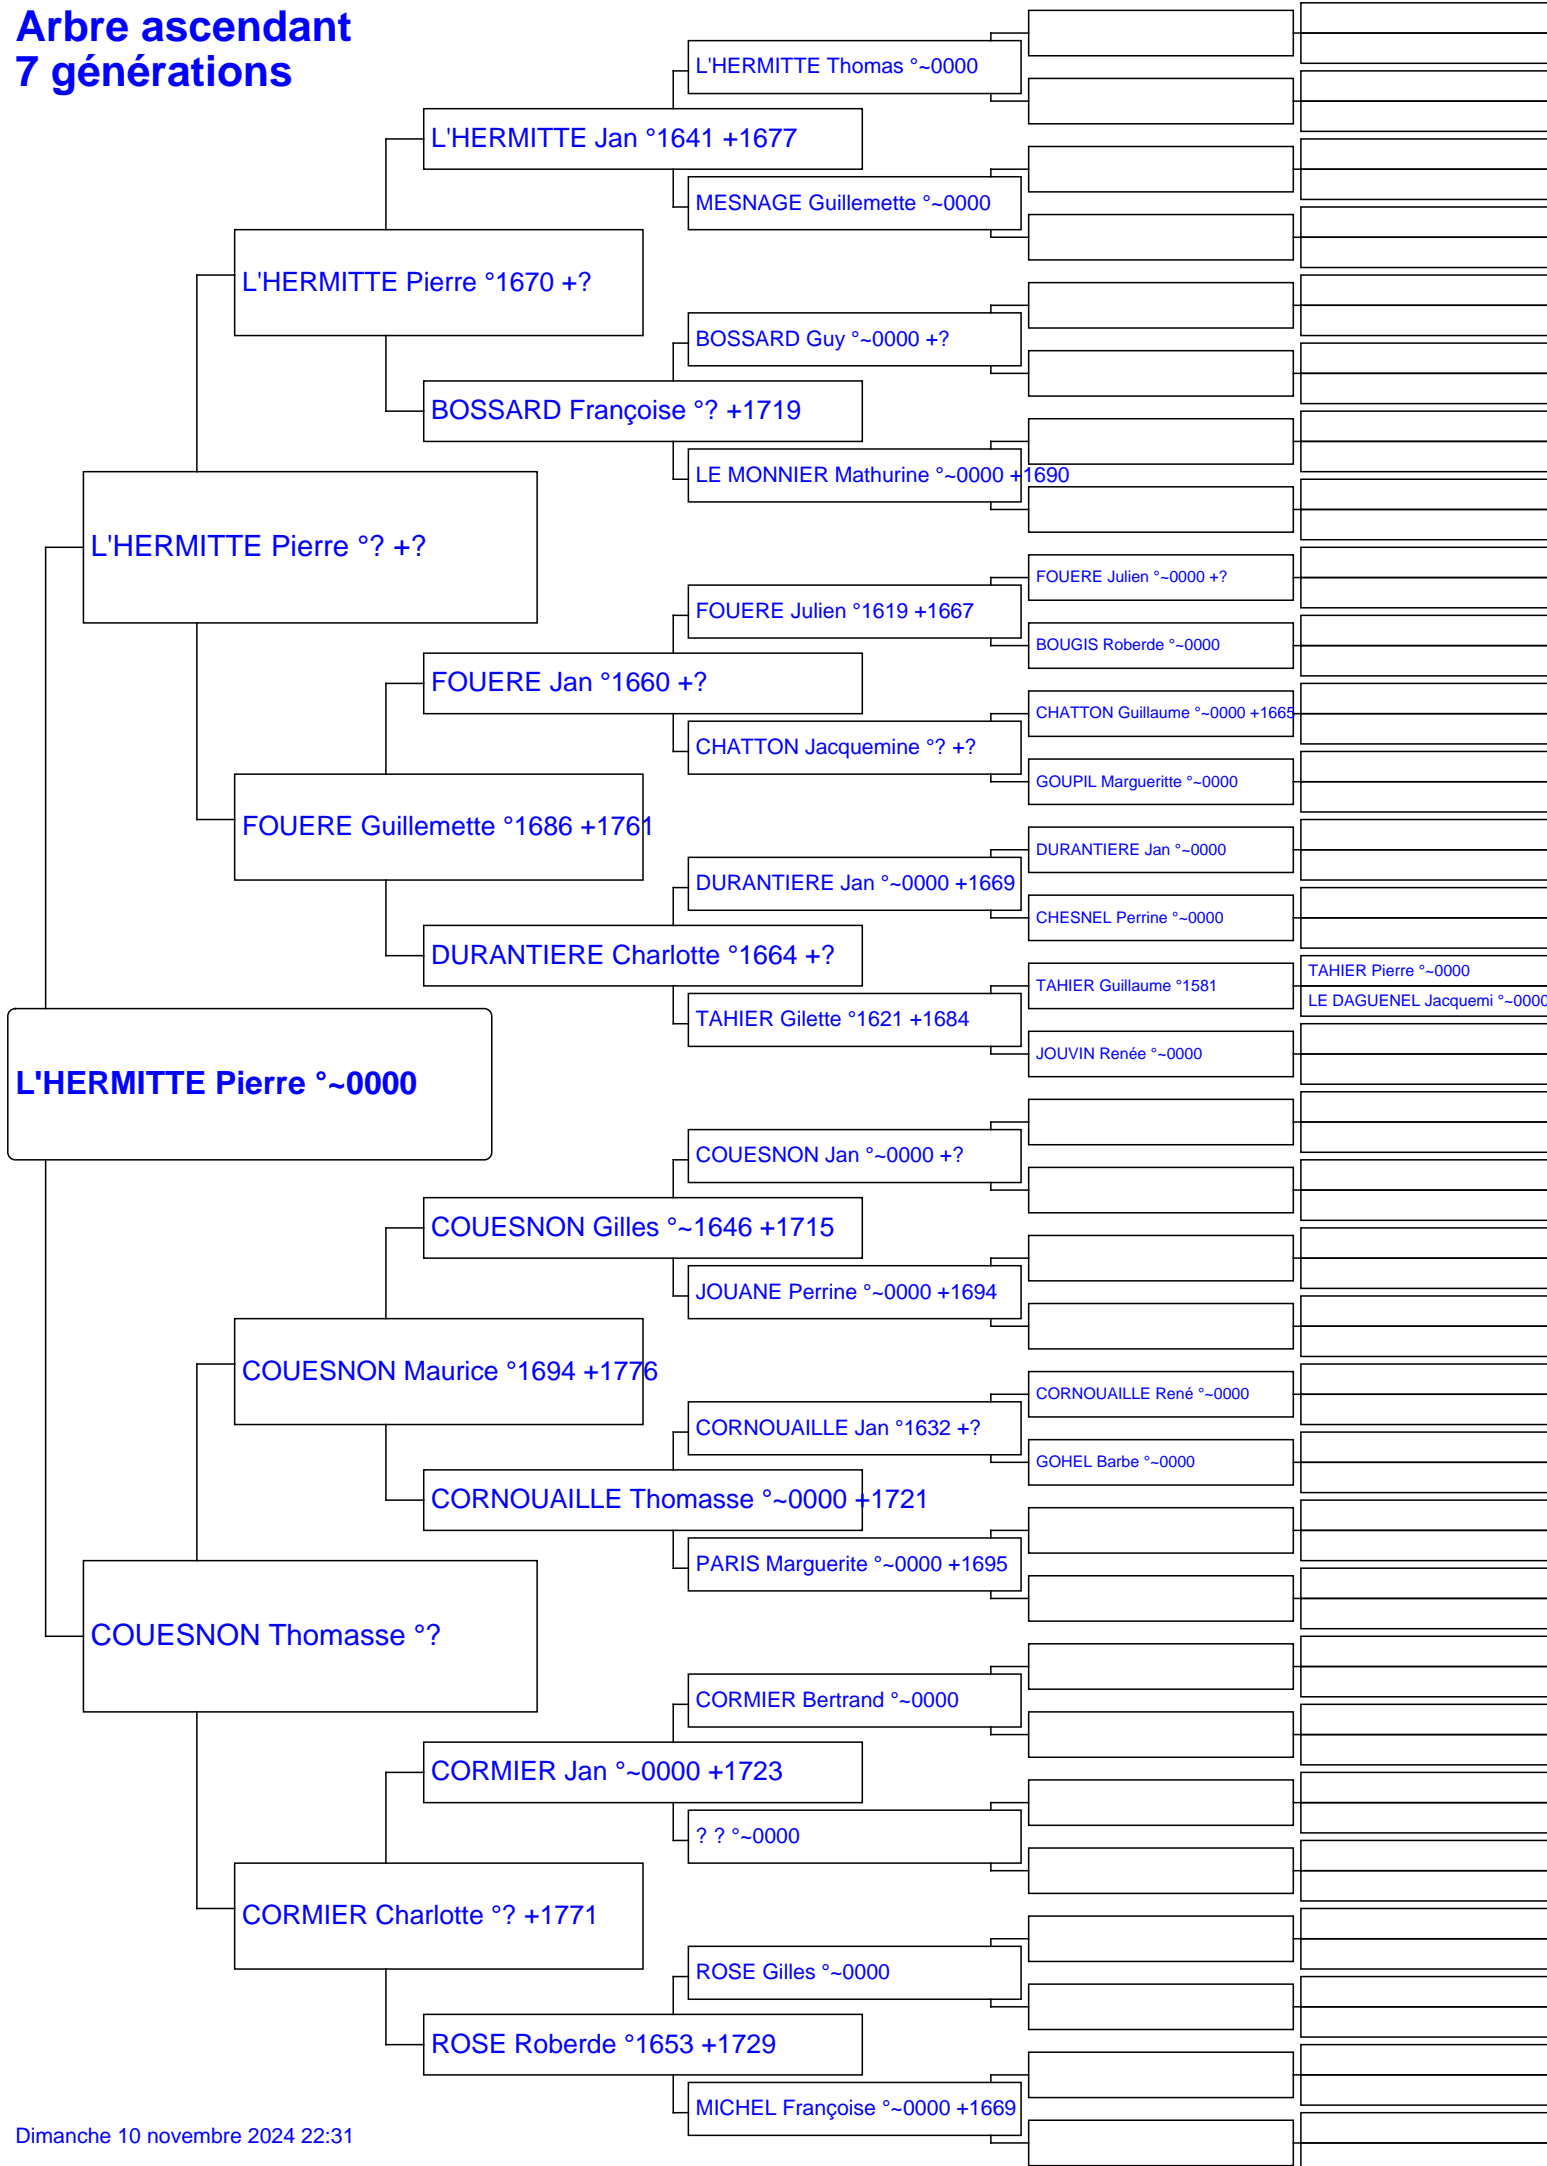 Arbre ascendant
7 générations
L'HERMITTE Thomas °~0000
L'HERMITTE Jan °1641 +1677
MESNAGE Guillemette °~0000
L'HERMITTE Pierre °1670 +?
BOSSARD Guy °~0000 +?
BOSSARD Françoise °? +1719
LE MONNIER Mathurine °~0000 +1690
L'HERMITTE Pierre °? +?
FOUERE Julien °~0000 +?
FOUERE Julien °1619 +1667
BOUGIS Roberde °~0000
FOUERE Jan °1660 +?
CHATTON Guillaume °~0000 +1665
CHATTON Jacquemine °? +?
GOUPIL Margueritte °~0000
FOUERE Guillemette °1686 +1761
DURANTIERE Jan °~0000
DURANTIERE Jan °~0000 +1669
CHESNEL Perrine °~0000
DURANTIERE Charlotte °1664 +?
TAHIER Pierre °~0000
TAHIER Guillaume °1581
LE DAGUENEL Jacquemi °~0000
TAHIER Gilette °1621 +1684
JOUVIN Renée °~0000
L'HERMITTE Pierre °~0000
COUESNON Jan °~0000 +?
COUESNON Gilles °~1646 +1715
JOUANE Perrine °~0000 +1694
COUESNON Maurice °1694 +1776
CORNOUAILLE René °~0000
CORNOUAILLE Jan °1632 +?
GOHEL Barbe °~0000
CORNOUAILLE Thomasse °~0000 +1721
PARIS Marguerite °~0000 +1695
COUESNON Thomasse °?
CORMIER Bertrand °~0000
CORMIER Jan °~0000 +1723
? ? °~0000
CORMIER Charlotte °? +1771
ROSE Gilles °~0000
ROSE Roberde °1653 +1729
MICHEL Françoise °~0000 +1669
Dimanche 10 novembre 2024 22:31